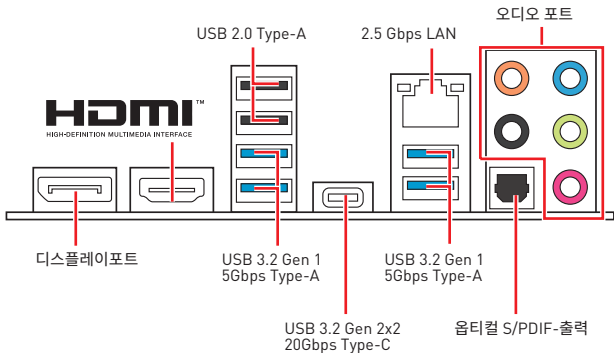 오디오 포트
USB 2.0 Type-A
2.5 Gbps LAN
HDMI™
HIGH-DEFINITION MULTIMEDIA INTERFACE
디스플레이포트
USB 3.2 Gen 1
5Gbps Type-A
USB 3.2 Gen 1
5Gbps Type-A
USB 3.2 Gen 2x2
20Gbps Type-C
옵티컬 S/PDIF-출력